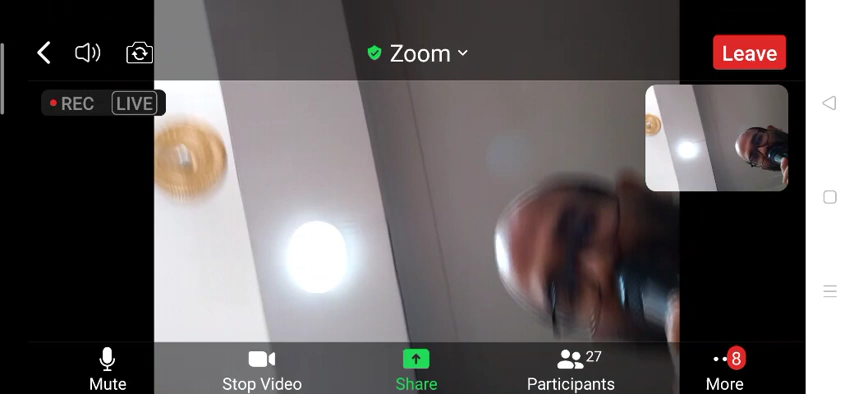 Zoom
Leave
REC LIVE
27
8
Mute
Stop Video
Share
Participants
More